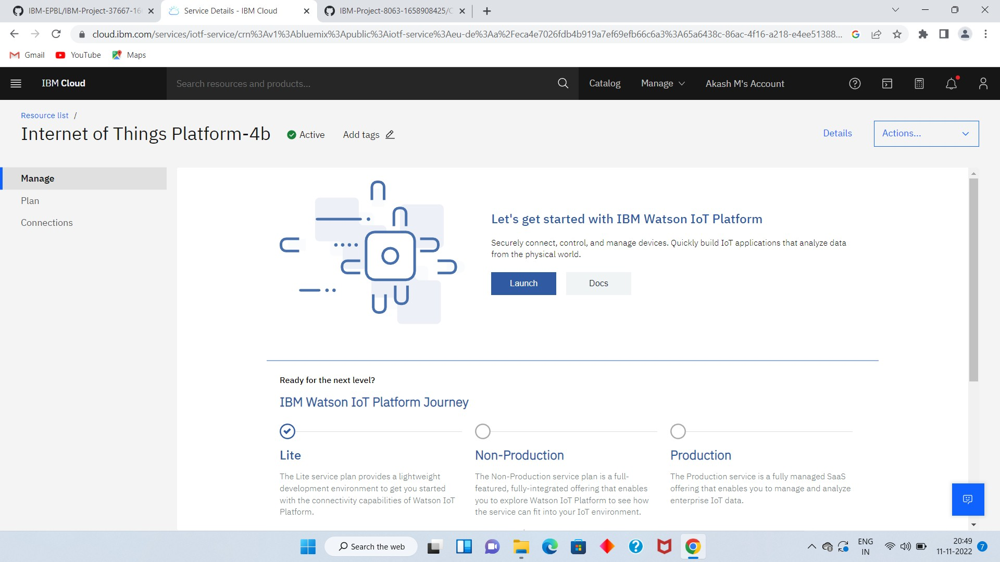 IBM-EPBL/IBM-Project-37667-16
Service Details - IBM Cloud
IBM-Project-8063-1658908425/C
cloud.ibm.com/services/iotf-service/crn%3Av1%3Abluemix%3Apublic%3Aiotf-service%3Aeu-de%3Aa%2Feca4e7026fdb4b919a7ef69efb66c6a3%3A65a6438c-86ac-4f16-a218-e4ee51388...
Gmail
YouTube
Maps
IBM Cloud
Search resources and products...
Catalog
Manage
Akash M's Account
Resource list /
Internet of Things Platform-4b
Active
Add tags
Details
Actions...
Manage
Plan
Connections
Let's get started with IBM Watson IoT Platform
Securely connect, control, and manage devices. Quickly build IoT applications that analyze data
from the physical world.
Launch
Docs
Ready for the next level?
IBM Watson IoT Platform Journey
Lite
The Lite service plan provides a lightweight
development environment to get you started
with the connectivity capabilities of Watson IoT
Platform.
Non-Production
The Non-Production service plan is a full-
featured, fully-integrated offering that enables
you to explore Watson IoT Platform to see how
the service can fit into your IoT environment.
Production
The Production service is a fully managed SaaS
offering that enables you to manage and analyze
enterprise IoT data.
Search the web
ENG
IN
20:49
11-11-2022
7